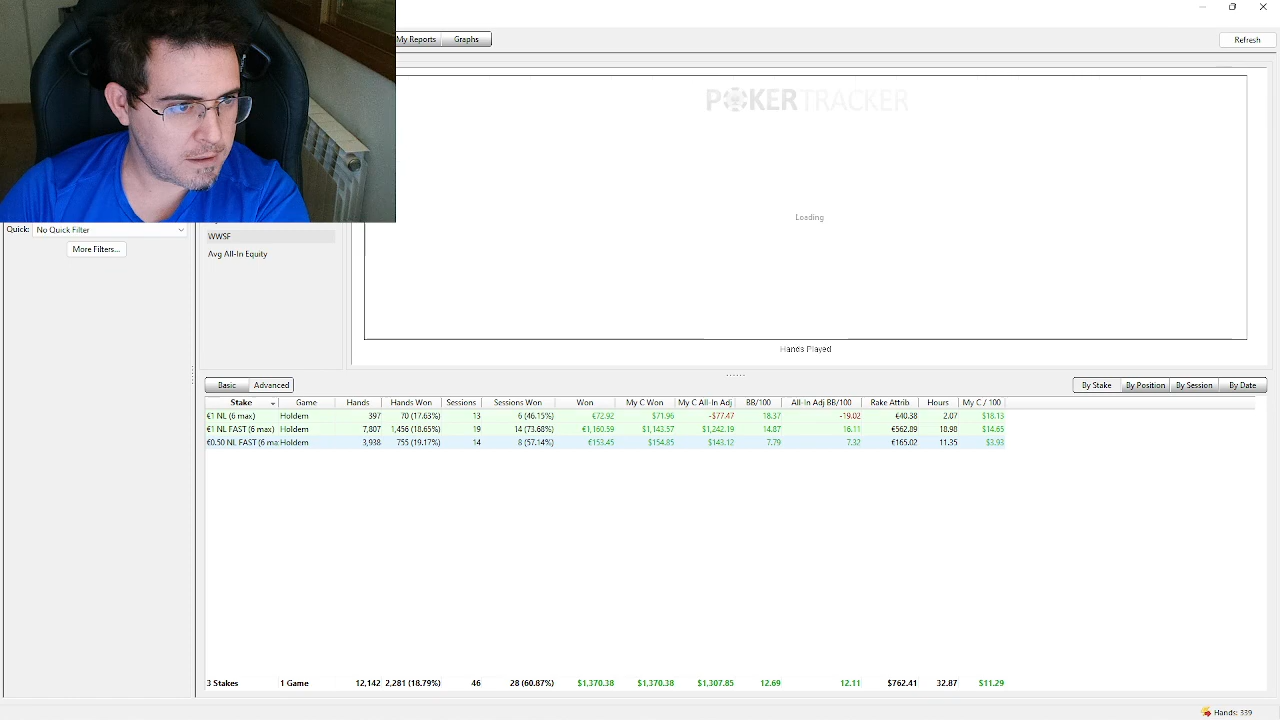 My Reports Graphs Refresh
POKERTRACKER
Loading
Quick: No Quick Filter
More Filters...
WWSF
Avg All-In Equity
Hands Played
Basic Advanced By Stake By Position By Session By Date
Stake Game Hands Hands Won Sessions Sessions Won Won My C Won My C All-In Adj BB/100 All-In Adj BB/100 Rake Attrib Hours My C / 100
€1 NL (6 max) Holdem 397 70 (17.63%) 13 6 (46.15%) €72.92 $71.96 -$77.47 18.37 -19.02 €40.38 2.07 $18.13
€1 NL FAST (6 max) Holdem 7,807 1,456 (18.65%) 19 14 (73.68%) €1,160.59 $1,143.57 $1,242.19 14.87 16.11 €562.89 18.98 $14.65
€0.50 NL FAST (6 ma: Holdem 3,938 755 (19.17%) 14 8 (57.14%) €153.45 $154.85 $143.12 7.79 7.32 €165.02 11.35 $3.93
3 Stakes 1 Game 12,142 2,281 (18.79%) 46 28 (60.87%) $1,370.38 $1,370.38 $1,307.85 12.69 12.11 $762.41 32.87 $11.29
Hands: 339